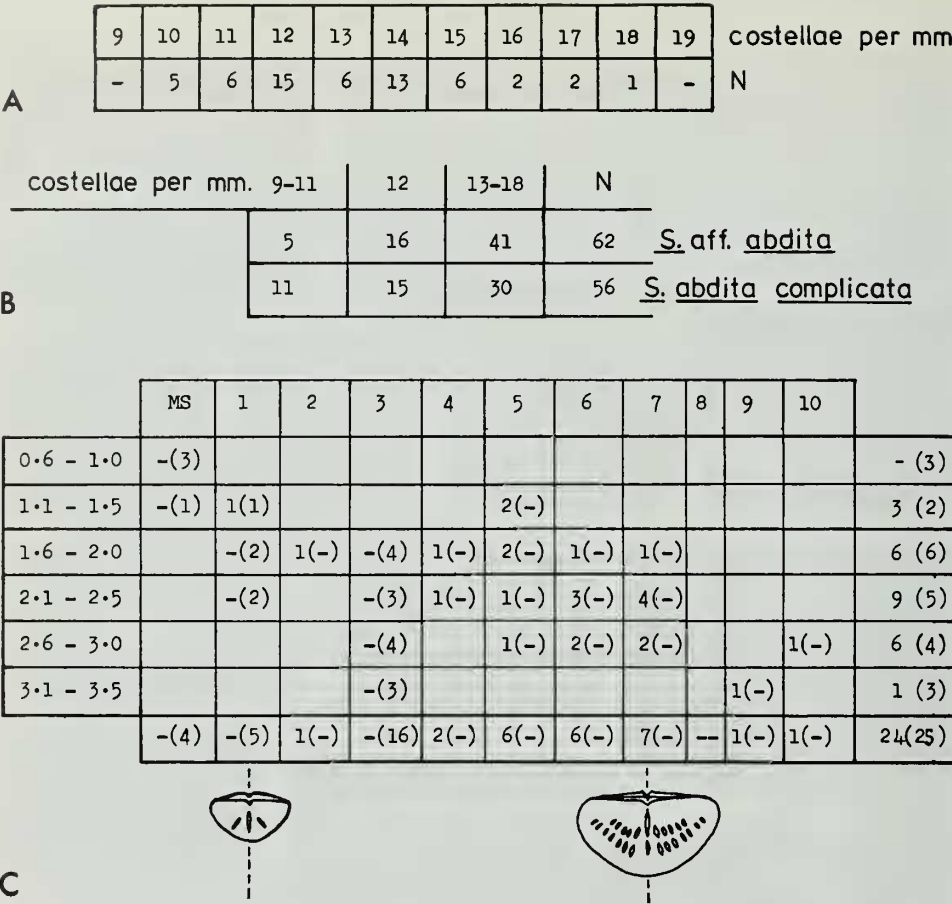 9 10 11 12 13 14 15 16 17 18 19 costellae per mm
- 5 6 15 6 13 6 2 2 1 - N
A
costellae per mm. 9-11 12 13-18 N
5 16 41 62 S. aff. abdita
11 15 30 56 S. abdita complicata
B
MS 1 2 3 4 5 6 7 8 9 10
0·6 - 1·0 -(3) - (3)
1·1 - 1·5 -(1) 1(1) 2(-) 3 (2)
1·6 - 2·0 -(2) 1(-) -(4) 1(-) 2(-) 1(-) 1(-) 6 (6)
2·1 - 2·5 -(2) -(3) 1(-) 1(-) 3(-) 4(-) 9 (5)
2·6 - 3·0 -(4) 1(-) 2(-) 2(-) 1(-) 6 (4)
3·1 - 3·5 -(3) 1(-) 1 (3)
-(4) -(5) 1(-) -(16) 2(-) 6(-) 6(-) 7(-) -- 1(-) 1(-) 24(25)
C